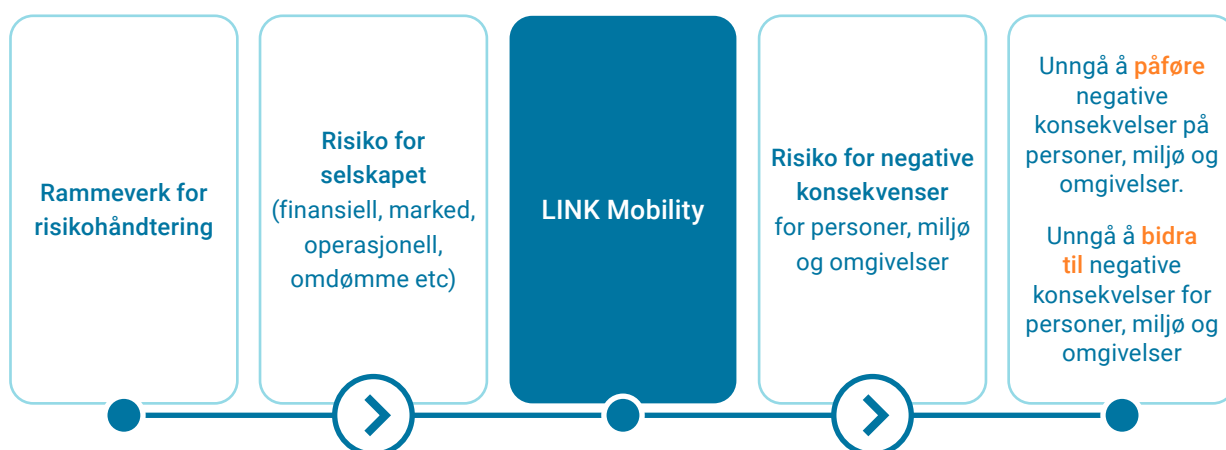 Rammeverk for
risikohåndtering
Risiko for
selskapet
(finansiell, marked,
operasjonell,
omdømme etc)
LINK Mobility
Risiko for negative
konsekvenser
for personer, miljø
og omgivelser
Unngå å påføre
negative
konsekvelser på
personer, miljø og
omgivelser.
Unngå å bidra
til negative
konsekvelser for
personer, miljø og
omgivelser